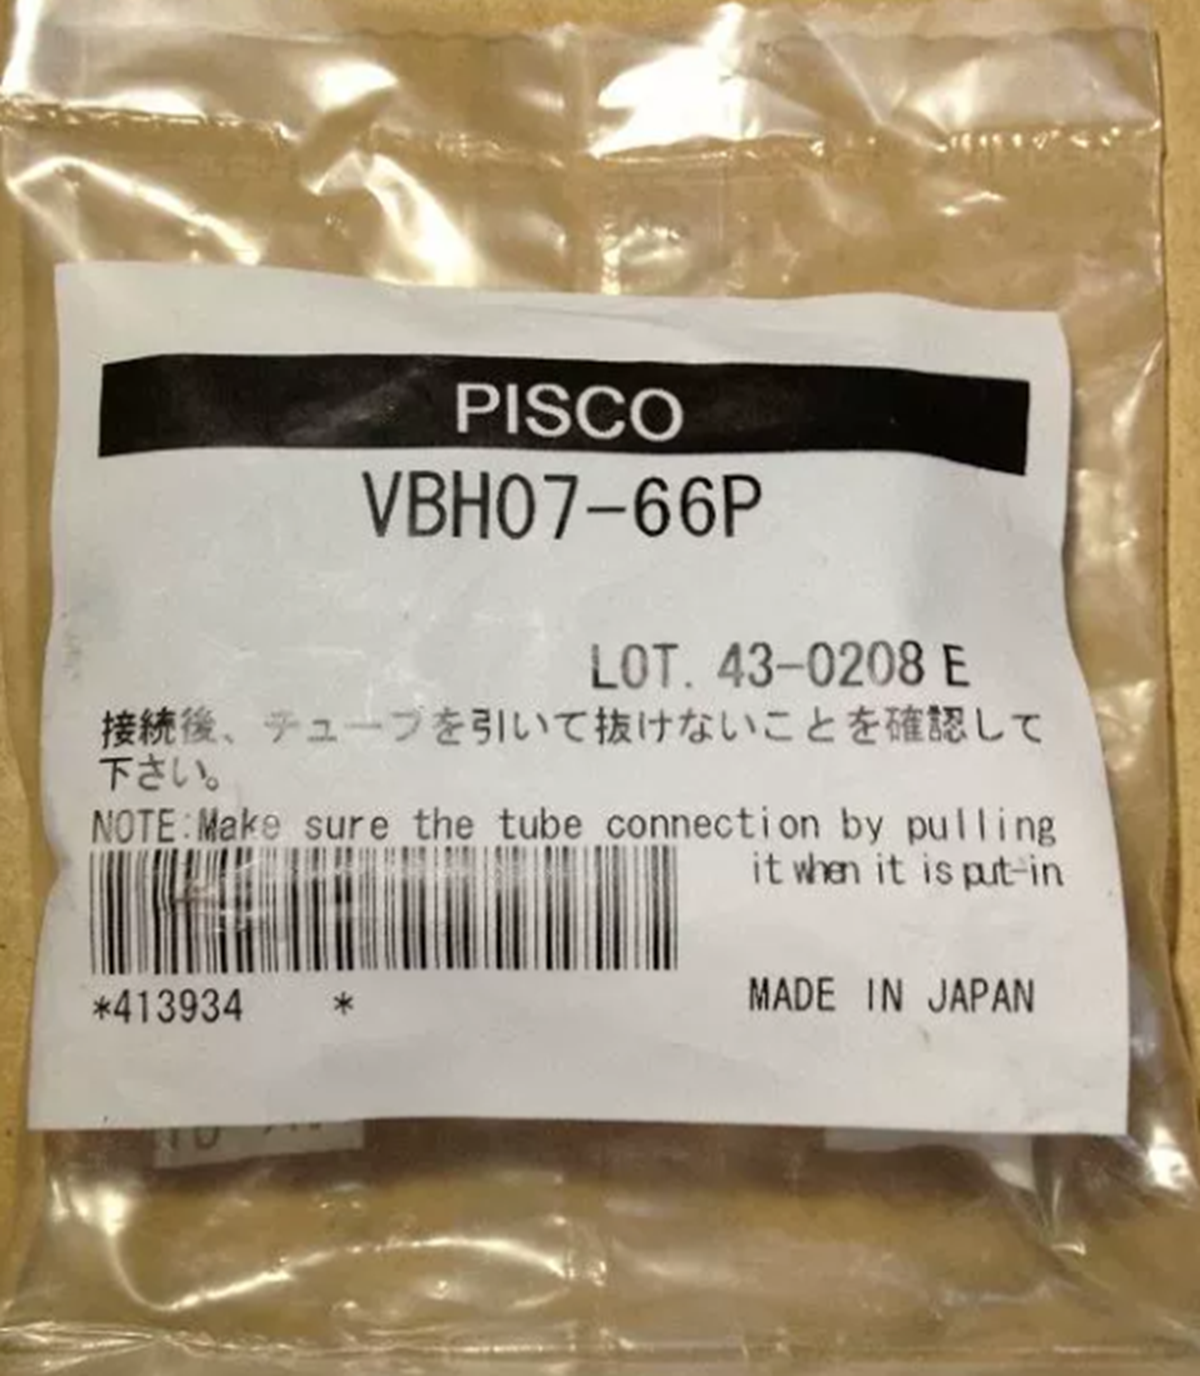 PISCO
VBH07-66P
LOT. 43-0208 E
接続後、チューブを引いて抜けないことを確認して
下さい。
NOTE:Make sure the tube connection by pulling
it when it is put-in
*413934 *
MADE IN JAPAN